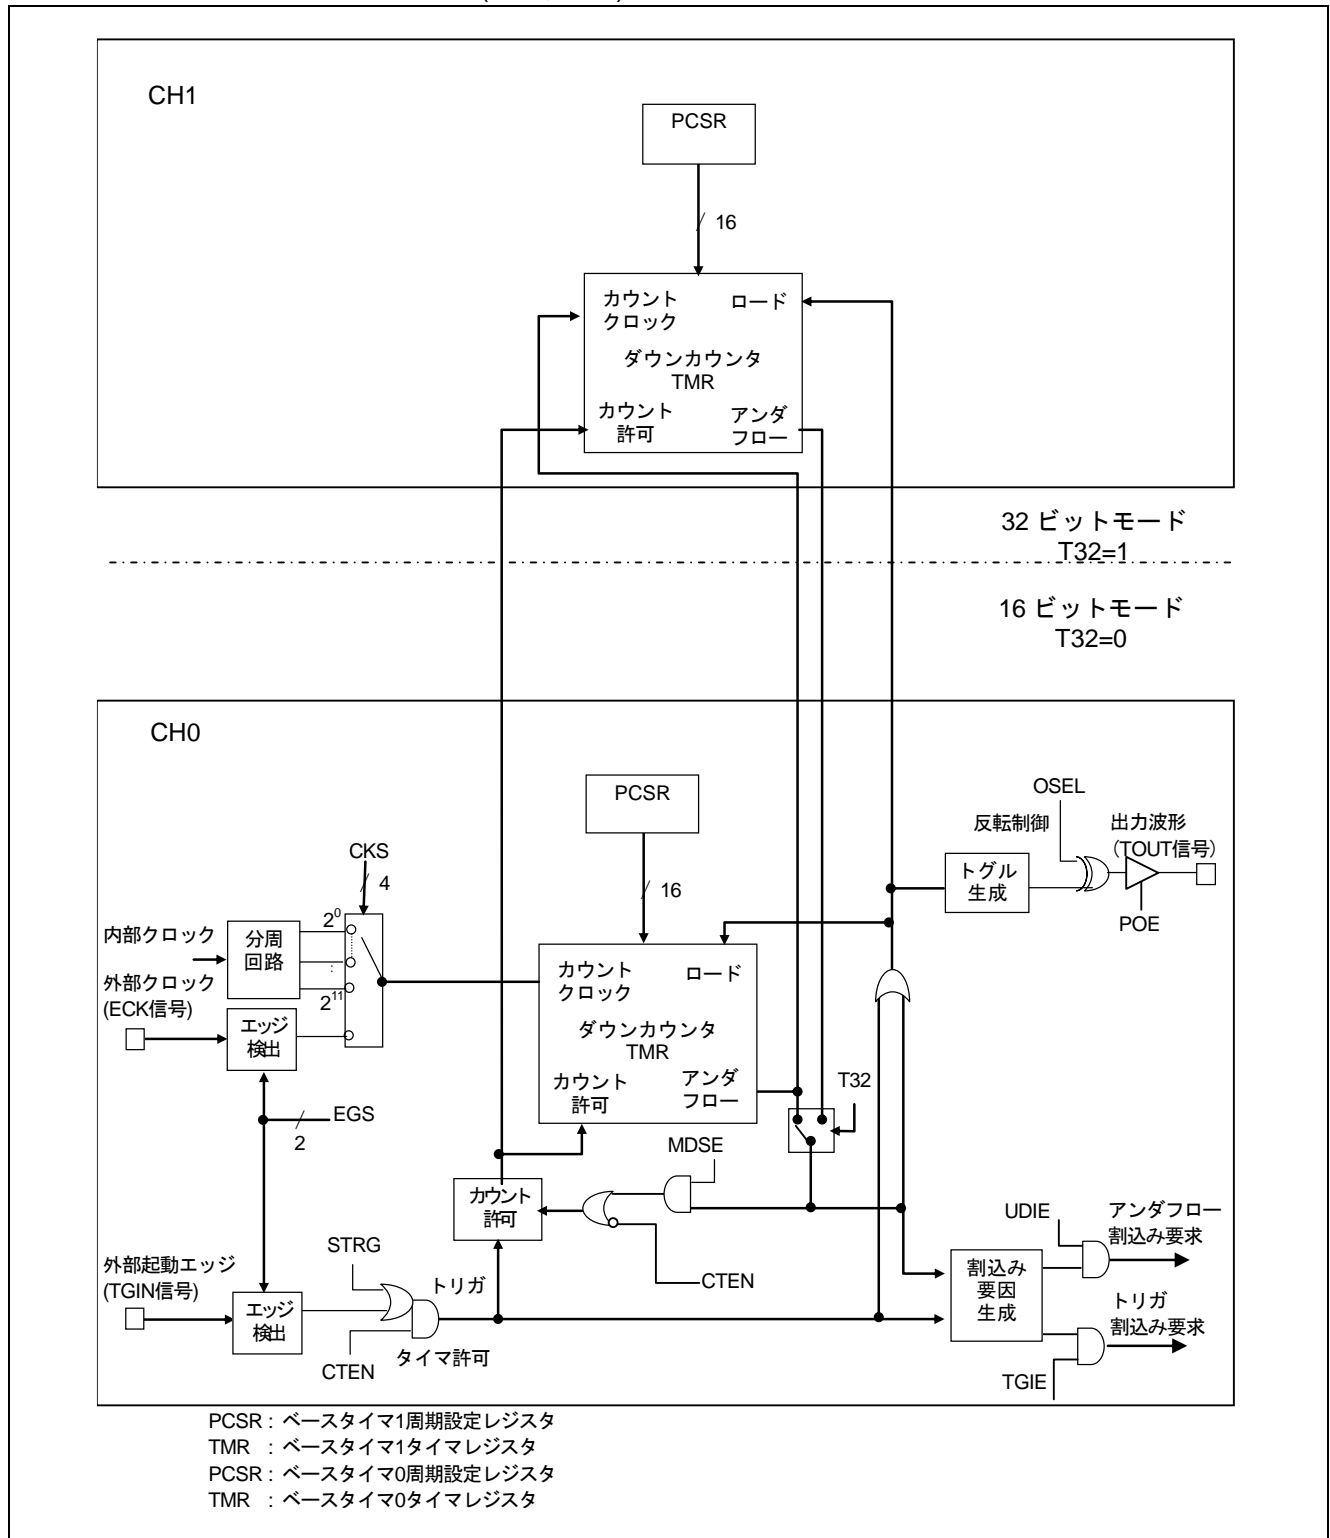 CH1
PCSR
16
カウント
クロック
ロード
ダウンカウンタ
TMR
カウント
許可
アンダ
フロー
32 ビットモード
T32=1
16 ビットモード
T32=0
CH0
PCSR
16
OSEL
反転制御
出力波形
(TOUT信号)
トグル
生成
POE
CKS
4
内部クロック
分周
回路
2^0
:
2^11
外部クロック
(ECK信号)
エッジ
検出
カウント
クロック
ロード
ダウンカウンタ
TMR
カウント
許可
アンダ
フロー
T32
EGS
2
MDSE
カウント
許可
CTEN
外部起動エッジ
(TGIN信号)
エッジ
検出
STRG
トリガ
CTEN
タイマ許可
割込み
要因
生成
UDIE
アンダフロー
割込み要求
トリガ
割込み要求
TGIE
PCSR : ベースタイマ1周期設定レジスタ
TMR : ベースタイマ1タイマレジスタ
PCSR : ベースタイマ0周期設定レジスタ
TMR : ベースタイマ0タイマレジスタ